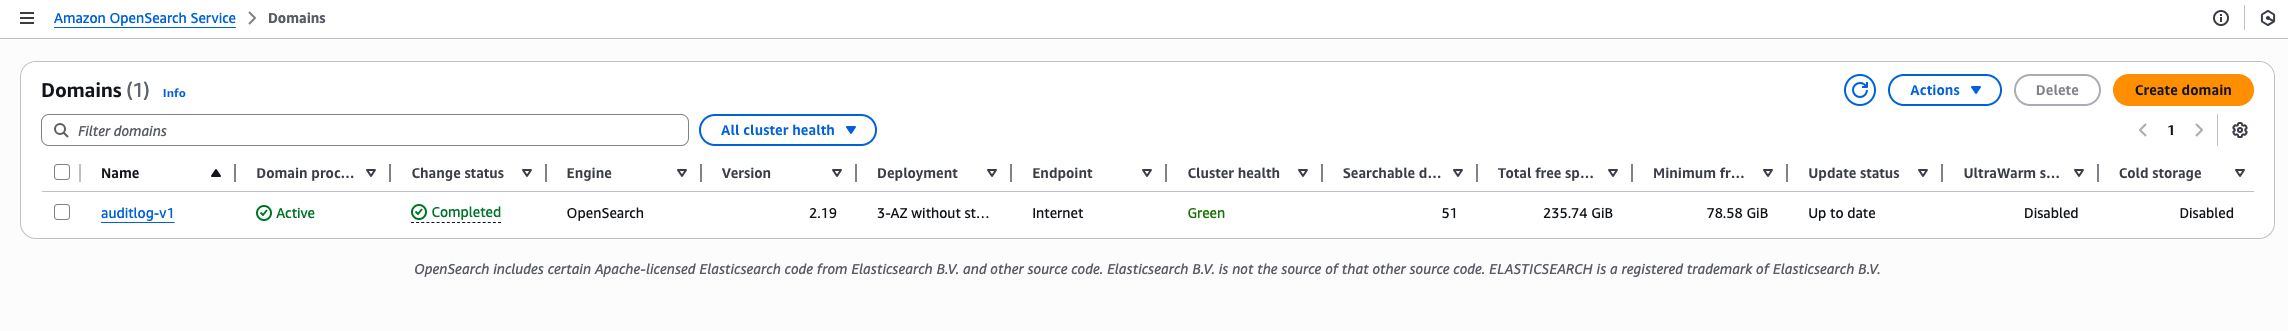 Amazon OpenSearch Service > Domains
Domains (1) Info
Actions Delete Create domain
Filter domains
All cluster health
1
Name Domain proc... Change status Engine Version Deployment Endpoint Cluster health Searchable d... Total free sp... Minimum fr... Update status UltraWarm s... Cold storage
auditlog-v1 Active Completed OpenSearch 2.19 3-AZ without st... Internet Green 51 235.74 GiB 78.58 GiB Up to date Disabled Disabled
OpenSearch includes certain Apache-licensed Elasticsearch code from Elasticsearch B.V. and other source code. Elasticsearch B.V. is not the source of that other source code. ELASTICSEARCH is a registered trademark of Elasticsearch B.V.